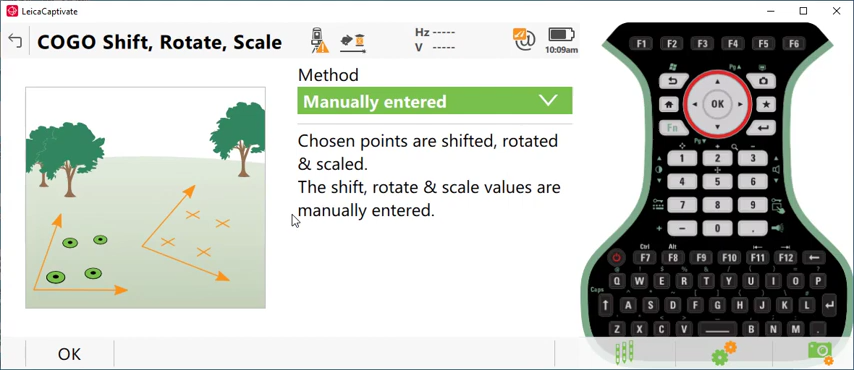 LeicaCaptivate
COGO Shift, Rotate, Scale
Hz -----
V -----
10:09am
Method
Manually entered
Chosen points are shifted, rotated
& scaled.
The shift, rotate & scale values are
manually entered.
OK
F1 F2 F3 F4 F5 F6
Pg
OK
Fn
Pg
1 2 3
4 5 6
7 8 9
- 0 .
Ctrl Alt
F7 F8 F9 F10 F11 F12
Q W E R T Y U I O P
Caps
A S D F G H J K L
Z X C V B N M .